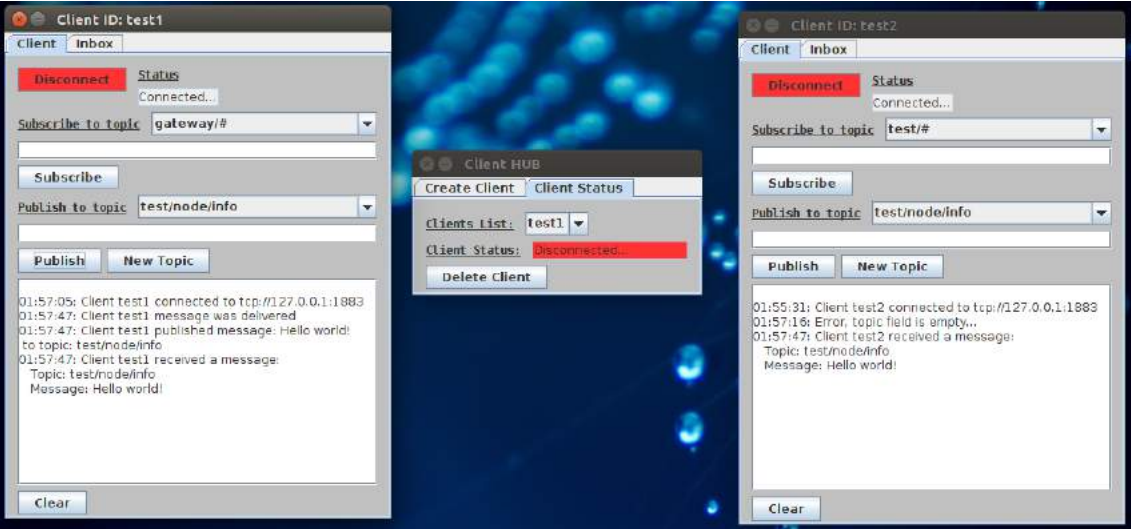 Client ID: test1
Client Inbox
Disconnect
Status
Connected...
Subscribe to topic gateway/#
Subscribe
Publish to topic test/node/info
Publish New Topic
01:57:05: Client test1 connected to tcp://127.0.0.1:1883
01:57:47: Client test1 message was delivered
01:57:47: Client test1 published message: Hello world!
to topic: test/node/info
01:57:47: Client test1 received a message:
Topic: test/node/info
Message: Hello world!
Clear
Client HUB
Create Client Client Status
Clients List: test1
Client Status: Disconnected...
Delete Client
Client ID: test2
Client Inbox
Disconnect
Status
Connected...
Subscribe to topic test/#
Subscribe
Publish to topic test/node/info
Publish New Topic
01:55:31: Client test2 connected to tcp://127.0.0.1:1883
01:57:16: Error, topic field is empty...
01:57:47: Client test2 received a message:
Topic: test/node/info
Message: Hello world!
Clear